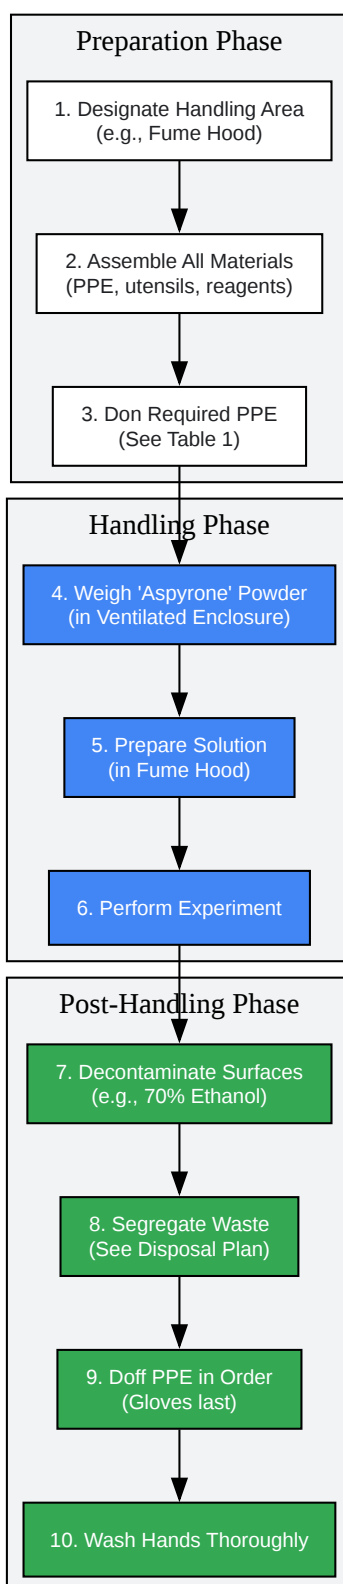 Preparation Phase
1. Designate Handling Area
(e.g., Fume Hood)
2. Assemble All Materials
(PPE, utensils, reagents)
3. Don Required PPE
(See Table 1)
Handling Phase
4. Weigh 'Aspyrone' Powder
(in Ventilated Enclosure)
5. Prepare Solution
(in Fume Hood)
6. Perform Experiment
Post-Handling Phase
7. Decontaminate Surfaces
(e.g., 70% Ethanol)
8. Segregate Waste
(See Disposal Plan)
9. Doff PPE in Order
(Gloves last)
10. Wash Hands Thoroughly